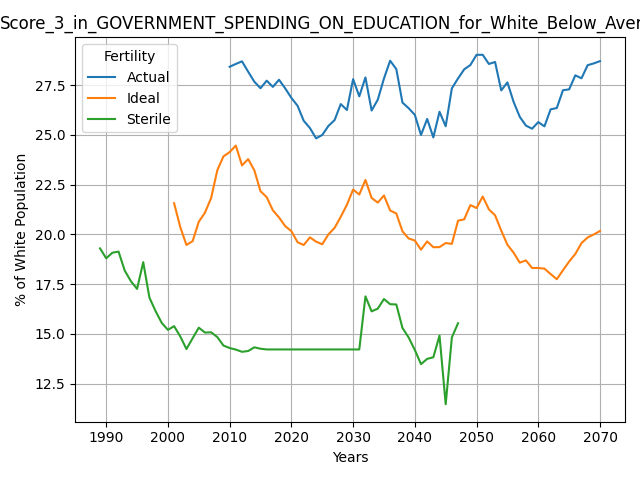 Score_3_in_GOVERNMENT_SPENDING_ON_EDUCATION_for_White_Below_Aver
Fertility
Actual
Ideal
Sterile
% of White Population
27.5
25.0
22.5
20.0
17.5
15.0
12.5
1990 2000 2010 2020 2030 2040 2050 2060 2070
Years